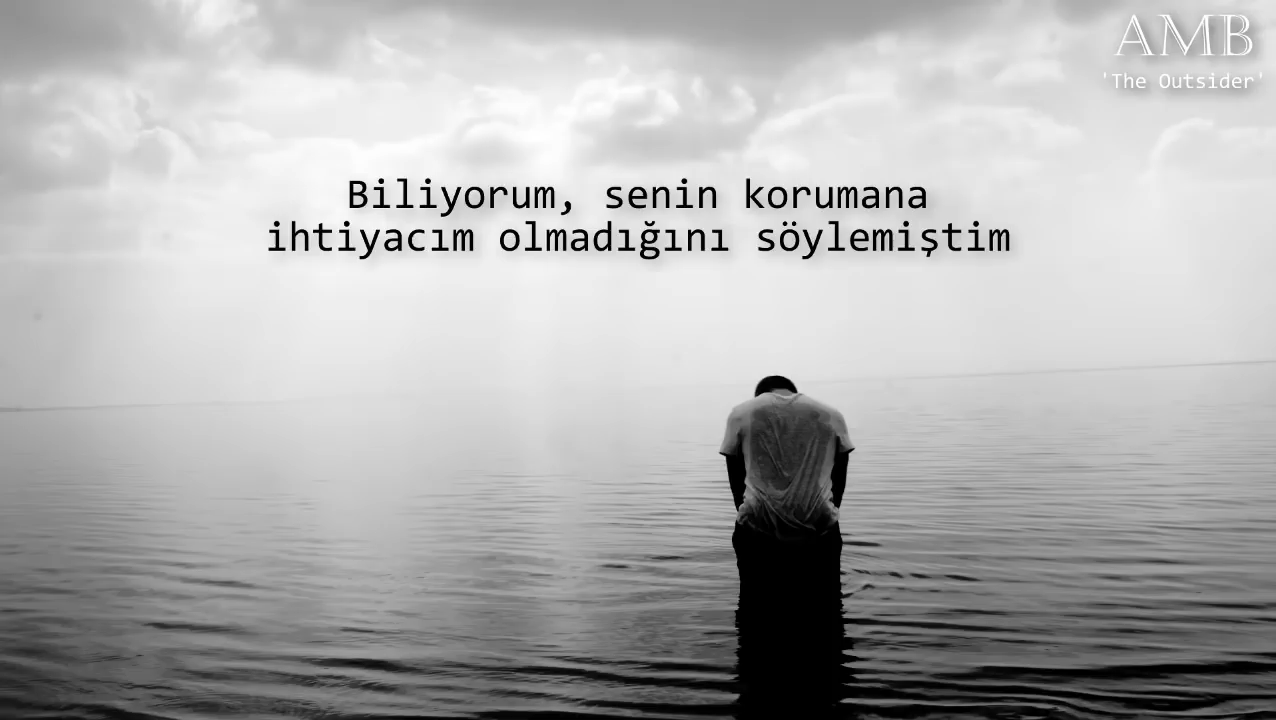 AMB
'The Outsider'
Biliyorum, senin korumana
ihtiyacım olmadığını söylemiştim